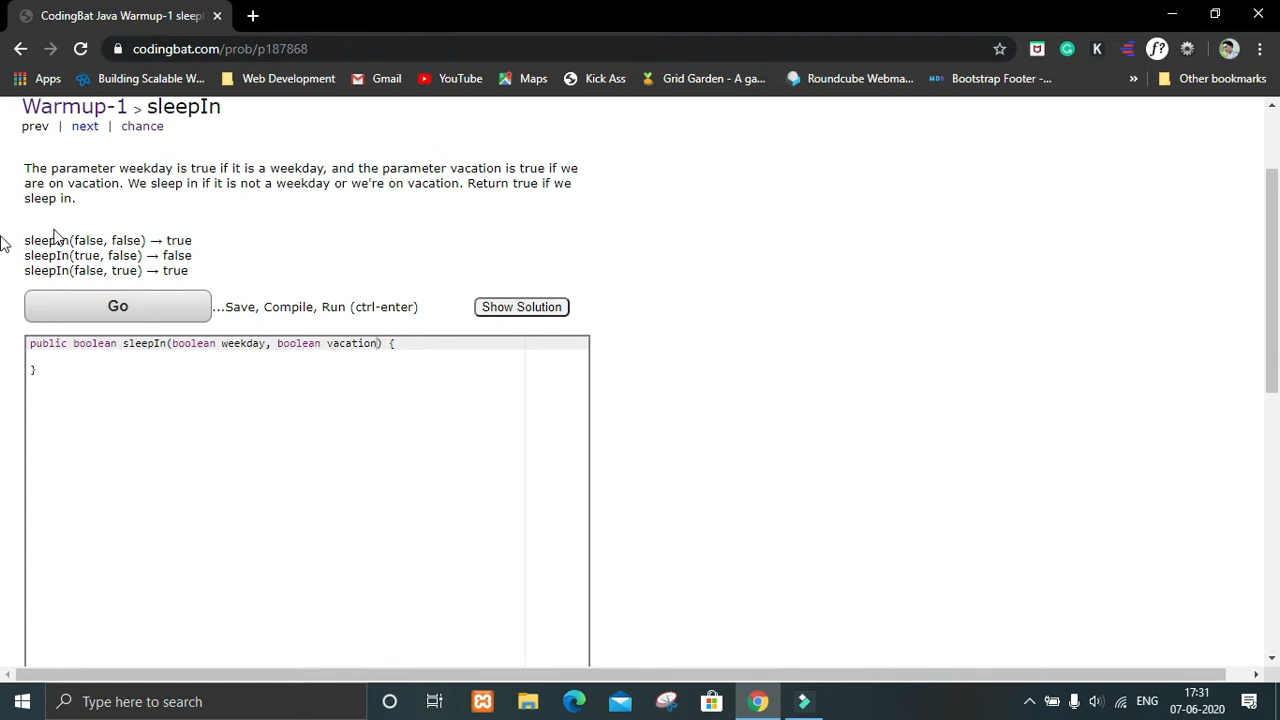 CodingBat Java Warmup-1 sleepI
codingbat.com/prob/p187868
f?
K
Apps
Building Scalable W...
Web Development
Gmail
YouTube
Maps
Kick Ass
Grid Garden - A ga...
Roundcube Webma...
MDB Bootstrap Footer -...
»
Other bookmarks
Warmup-1 > sleepIn
prev | next | chance
The parameter weekday is true if it is a weekday, and the parameter vacation is true if we
are on vacation. We sleep in if it is not a weekday or we're on vacation. Return true if we
sleep in.
sleepIn(false, false) → true
sleepIn(true, false) → false
sleepIn(false, true) → true
Go
...Save, Compile, Run (ctrl-enter)
Show Solution
public boolean sleepIn(boolean weekday, boolean vacation) {
}
Type here to search
ENG
17:31
07-06-2020